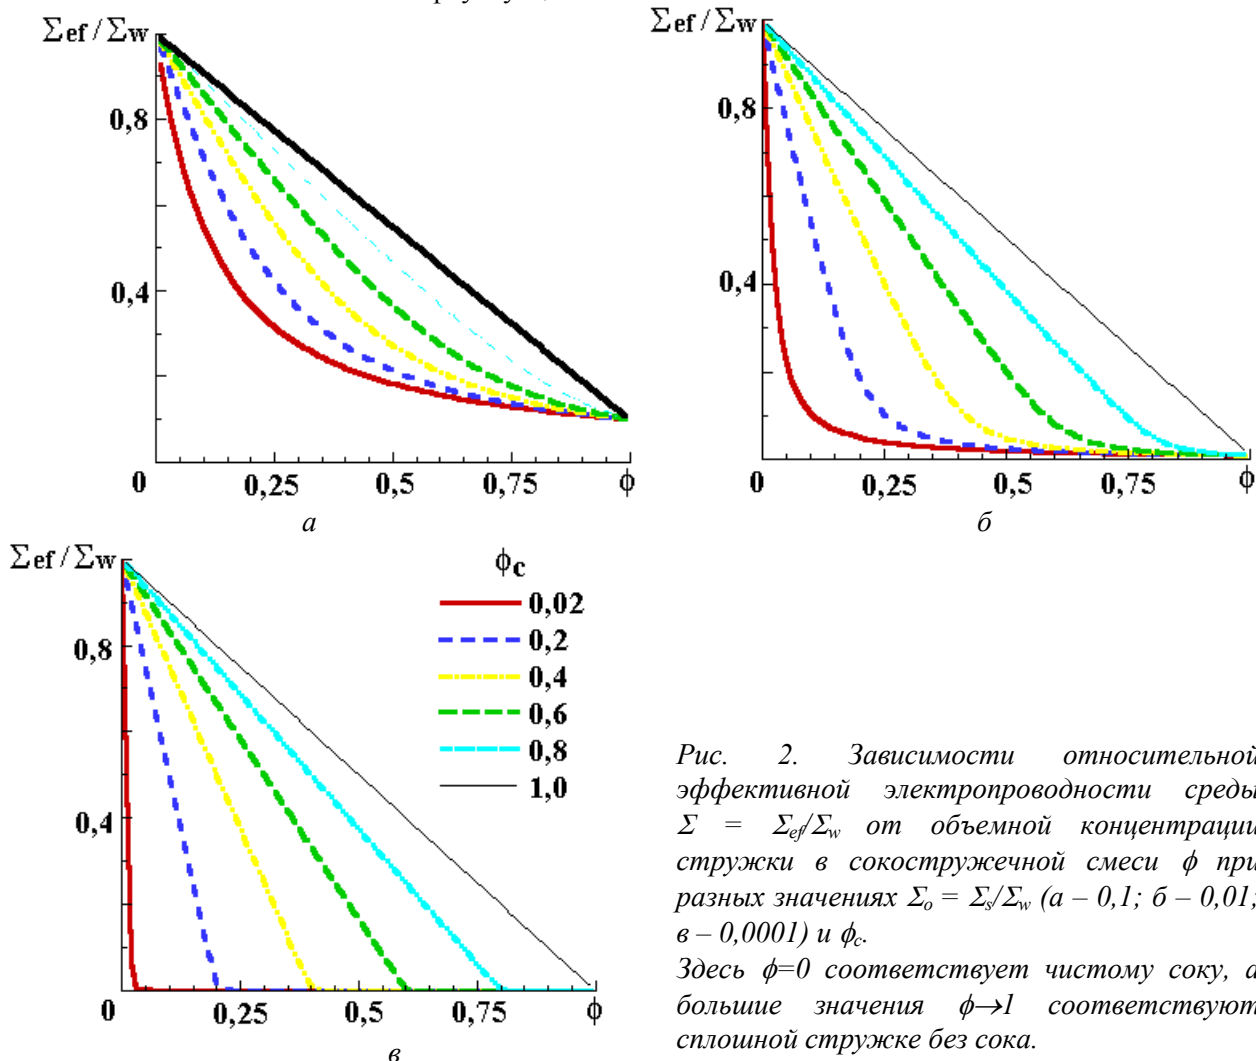 Σef / Σw
0,8
0,4
0 0,25 0,5 0,75 ϕ
а
Σef / Σw
0,8
0,4
0 0,25 0,5 0,75 ϕ
б
Σef / Σw
0,8
0,4
0 0,25 0,5 0,75 ϕ
в
ϕc
0,02
0,2
0,4
0,6
0,8
1,0
Рис. 2. Зависимости относительной
эффективной электропроводности среды
Σ = Σef/Σw от объемной концентрации
стружки в сокостружечной смеси ϕ при
разных значениях Σo = Σs/Σw (а – 0,1; б – 0,01;
в – 0,0001) и ϕc.
Здесь ϕ=0 соответствует чистому соку, а
большие значения ϕ→1 соответствуют
сплошной стружке без сока.